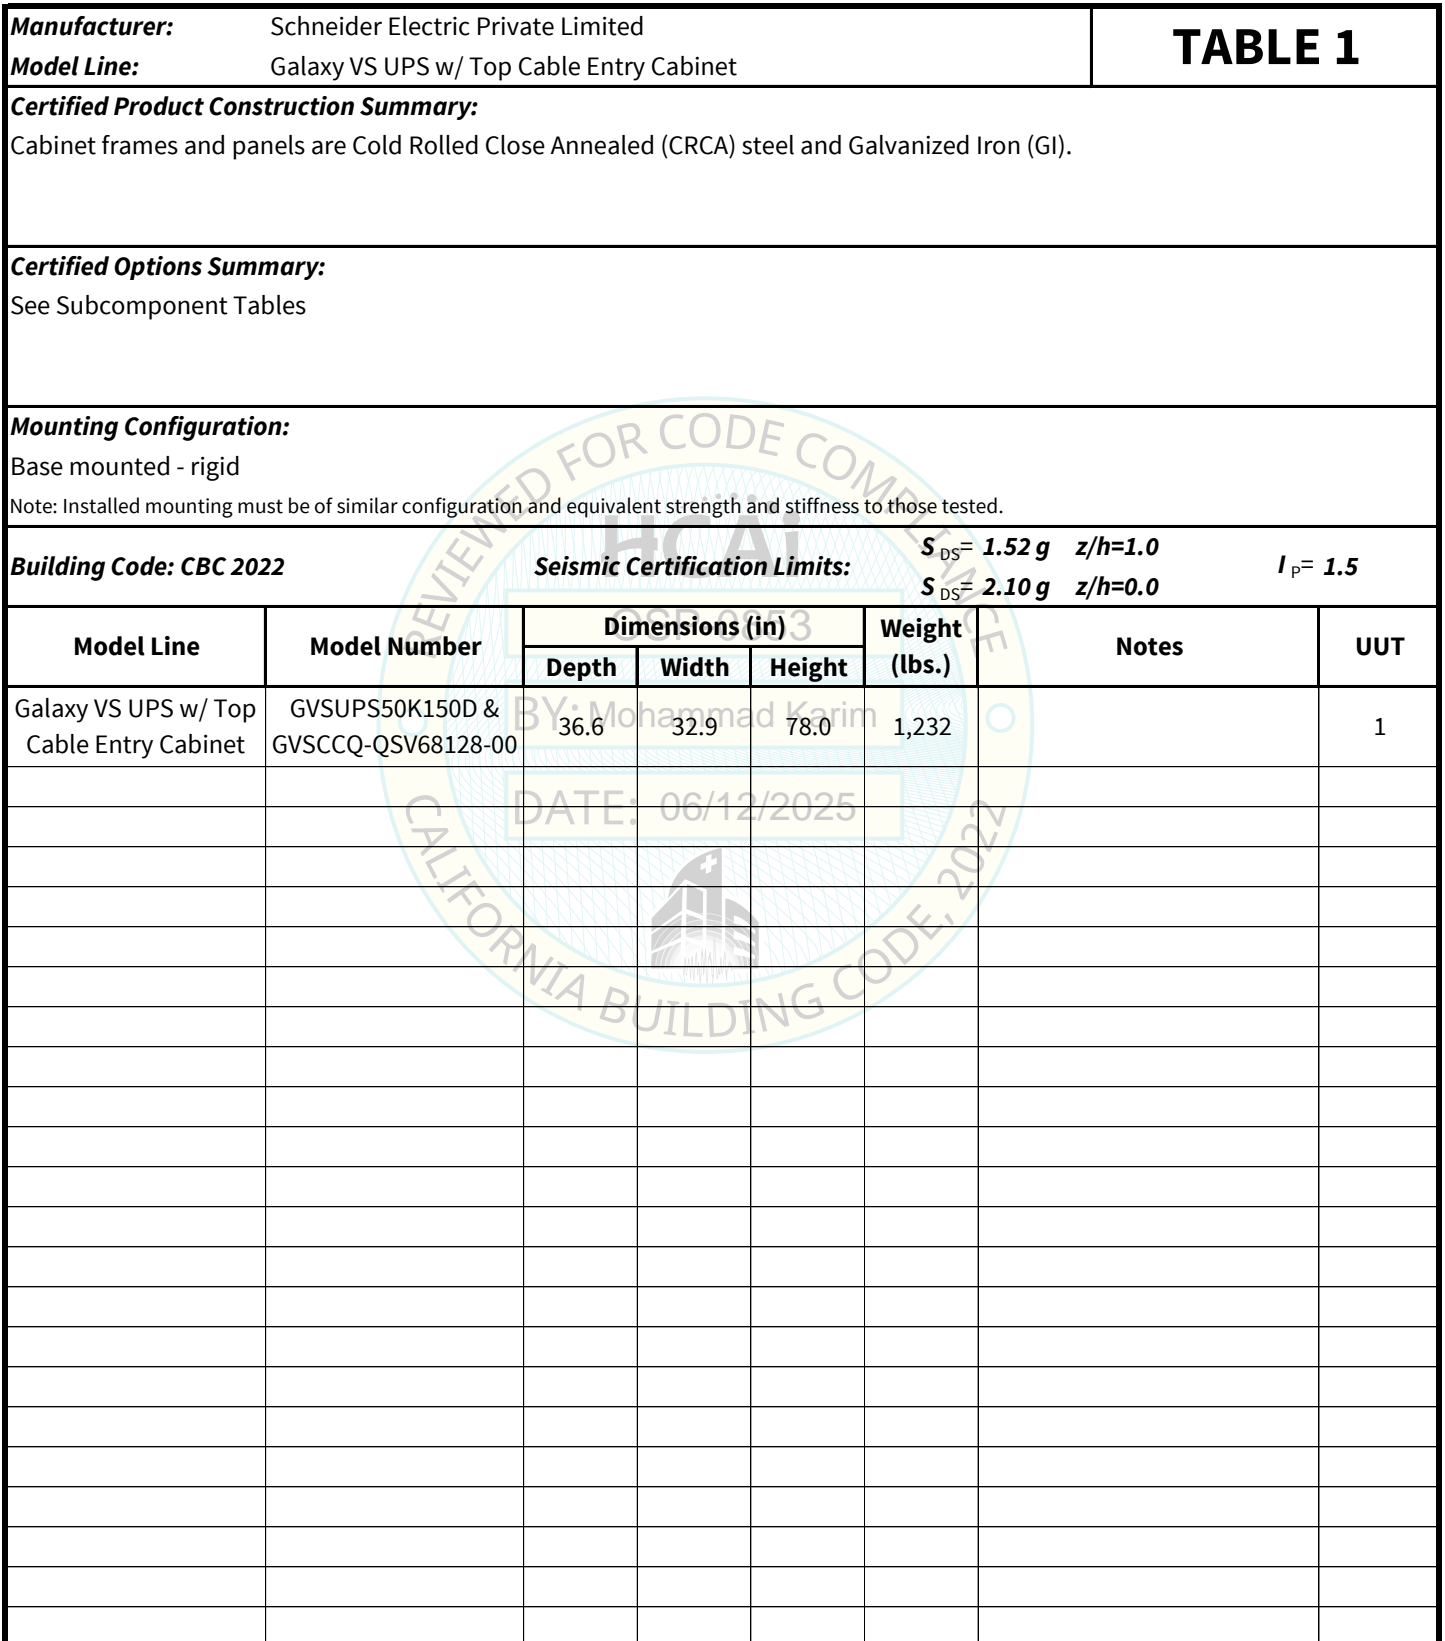 Manufacturer: Schneider Electric Private Limited
TABLE 1
Model Line: Galaxy VS UPS w/ Top Cable Entry Cabinet
Certified Product Construction Summary:
Cabinet frames and panels are Cold Rolled Close Annealed (CRCA) steel and Galvanized Iron (GI).
Certified Options Summary:
See Subcomponent Tables
Mounting Configuration:
Base mounted - rigid
Note: Installed mounting must be of similar configuration and equivalent strength and stiffness to those tested.
Building Code: CBC 2022 Seismic Certification Limits:
S DS= 1.52 g z/h=1.0
S DS= 2.10 g z/h=0.0
I P= 1.5
Model Line Model Number Dimensions (in) Weight (lbs.) Notes UUT
Depth Width Height
Galaxy VS UPS w/ Top Cable Entry Cabinet
GVSUPS50K150D & GVSCCQ-QSV68128-00
36.6 32.9 78.0 1,232 1
REVIEWED FOR CODE COMPLIANCE
HCAi
OSP-0853
BY: Mohammad Karim
DATE: 06/12/2025
CALIFORNIA BUILDING CODE, 2022